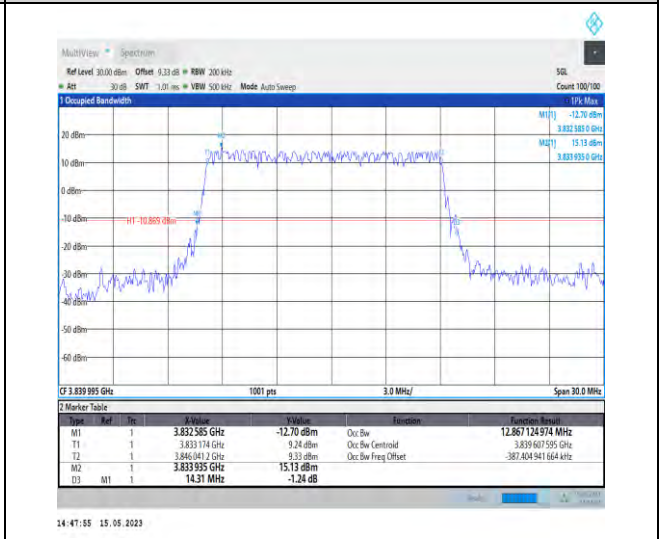 MultiView Spectrum
Ref Level 30.00 dBm Offset 9.33 dB RBW 200 kHz SGL
Att 30 dB SWT 1.01 ms VBW 500 kHz Mode Auto Sweep Count 100/100
1 Occupied Bandwidth 1Pk Max
M1[1] -12.70 dBm
3.832 585 0 GHz
M2[1] 15.13 dBm
3.833 935 0 GHz
20 dBm
10 dBm
0 dBm
-10 dBm
H1 -10.869 dBm
-20 dBm
-30 dBm
-40 dBm
-50 dBm
-60 dBm
CF 3.839 995 GHz 1001 pts 3.0 MHz/ Span 30.0 MHz
2 Marker Table
Type Ref Trc X-Value Y-Value Function Function Result
M1 1 3.832 585 GHz -12.70 dBm Occ Bw 12.867 124 974 MHz
T1 1 3.833 174 GHz 9.24 dBm Occ Bw Centroid 3.839 607 595 GHz
T2 1 3.846 041 2 GHz 9.33 dBm Occ Bw Freq Offset -387.404 941 664 kHz
M2 1 3.833 935 GHz 15.13 dBm
D3 M1 1 14.31 MHz -1.24 dB
14:47:55 15.05.2023